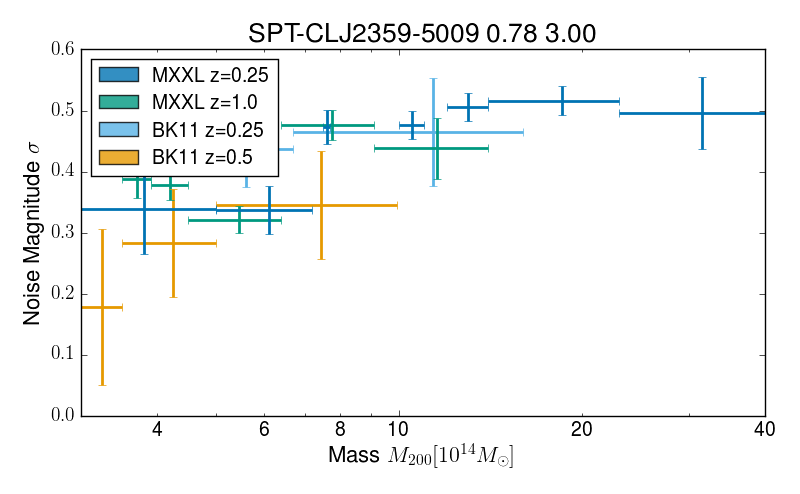 SPT-CLJ2359-5009 0.78 3.00
0.6
0.5
0.4
0.3
0.2
0.1
0.0
Noise Magnitude σ
MXXL z=0.25
MXXL z=1.0
BK11 z=0.25
BK11 z=0.5
4 6 8 10 20 40
Mass M₂₀₀[10¹⁴M☉]